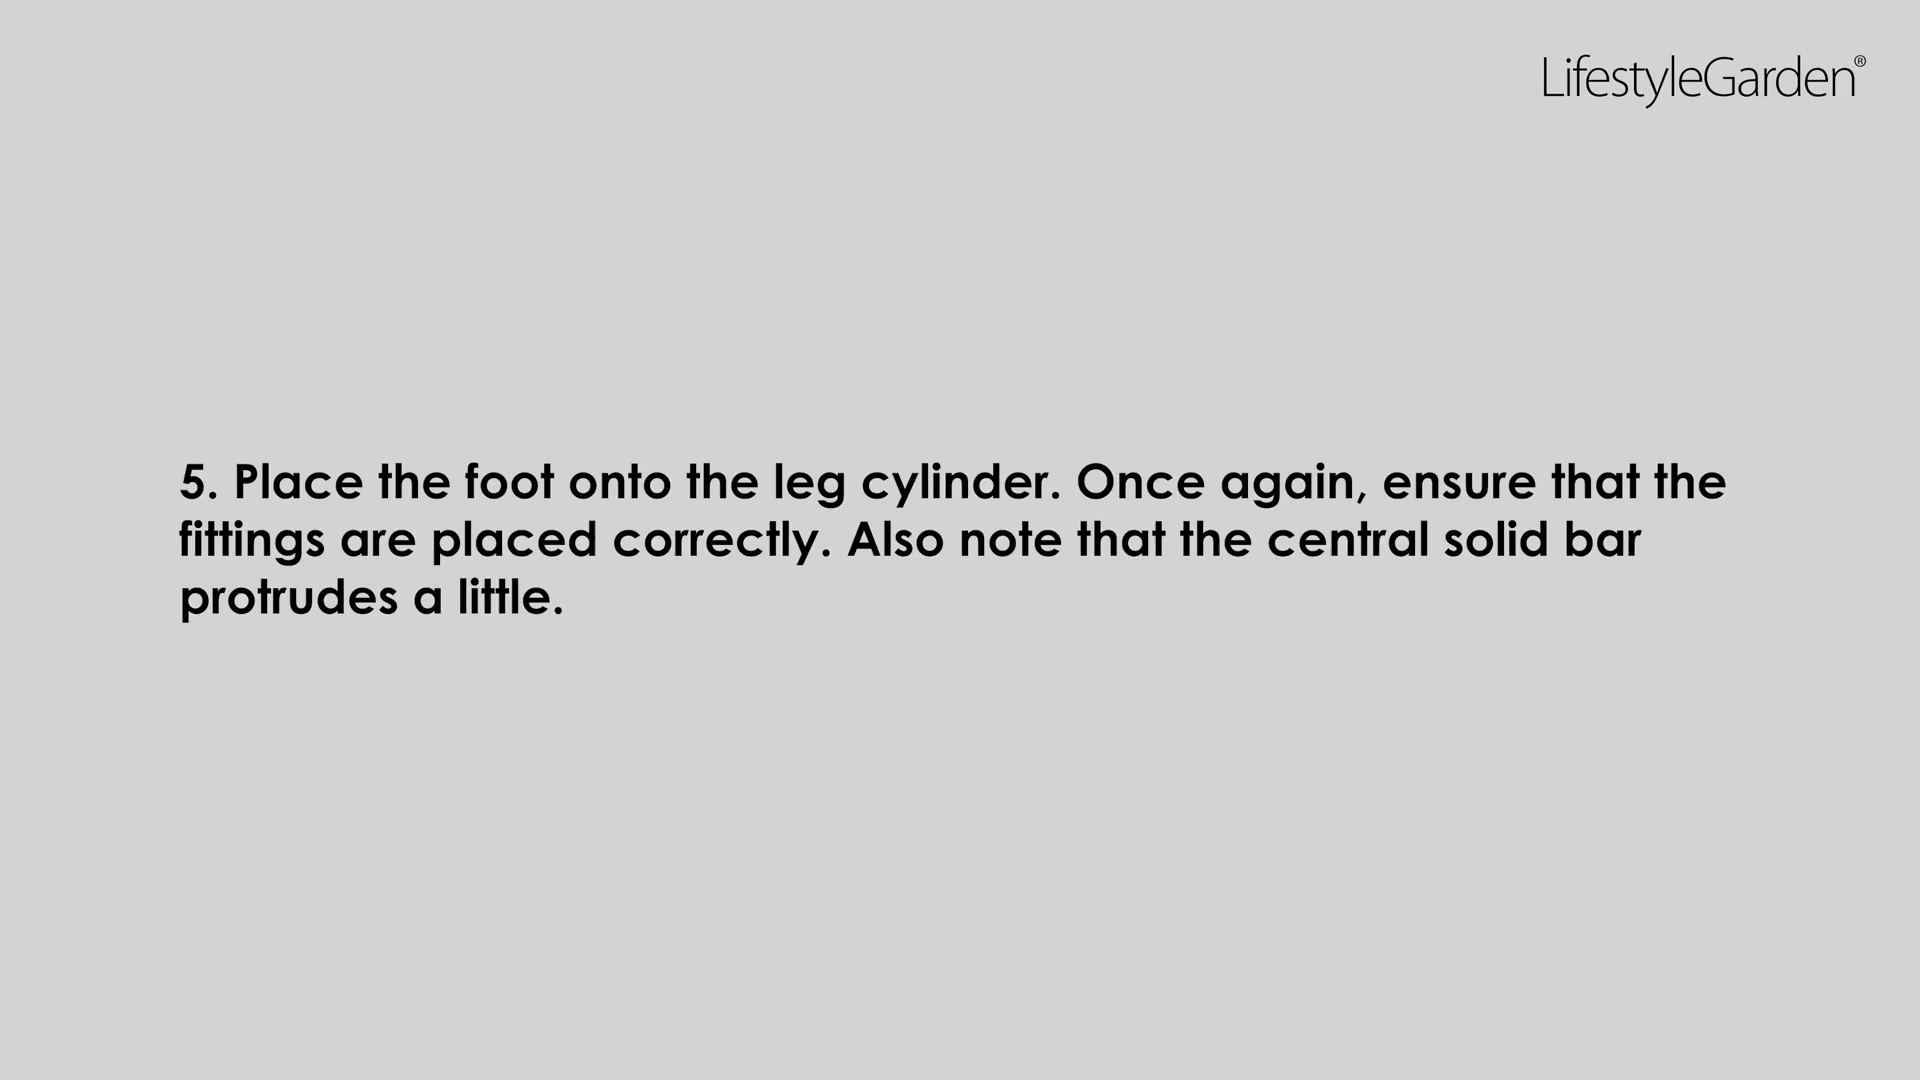 LifestyleGarden®
5. Place the foot onto the leg cylinder. Once again, ensure that the
fittings are placed correctly. Also note that the central solid bar
protrudes a little.